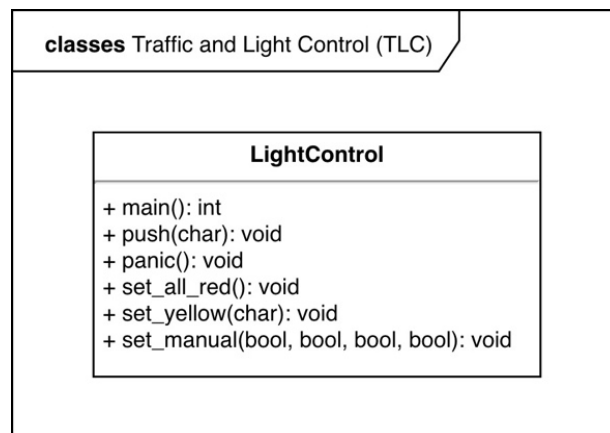 classes Traffic and Light Control (TLC)
LightControl
+ main(): int
+ push(char): void
+ panic(): void
+ set_all_red(): void
+ set_yellow(char): void
+ set_manual(bool, bool, bool, bool): void